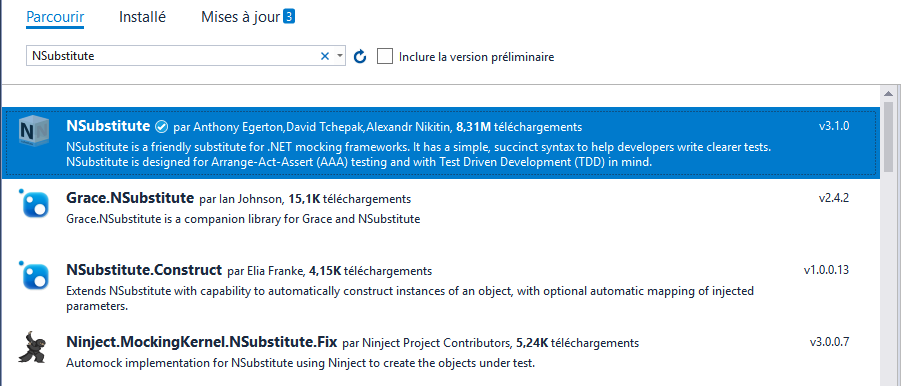 Parcourir Installé Mises à jour 3
NSubstitute
Inclure la version préliminaire
NSubstitute par Anthony Egerton,David Tchepak,Alexandr Nikitin, 8,31M téléchargements v3.1.0
NSubstitute is a friendly substitute for .NET mocking frameworks. It has a simple, succinct syntax to help developers write clearer tests.
NSubstitute is designed for Arrange-Act-Assert (AAA) testing and with Test Driven Development (TDD) in mind.
Grace.NSubstitute par Ian Johnson, 15,1K téléchargements v2.4.2
Grace.NSubstitute is a companion library for Grace and NSubstitute
NSubstitute.Construct par Elia Franke, 4,15K téléchargements v1.0.0.13
Extends NSubstitute with capability to automatically construct instances of an object, with optional automatic mapping of injected
parameters.
Ninject.MockingKernel.NSubstitute.Fix par Ninject Project Contributors, 5,24K téléchargements v3.0.0.7
Automock implementation for NSubstitute using Ninject to create the objects under test.